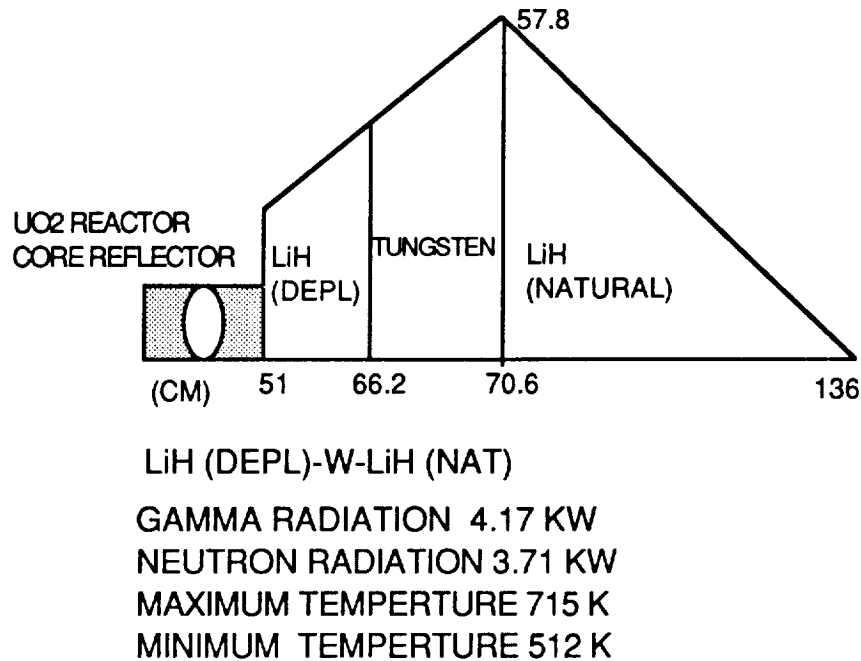 57.8
UO2 REACTOR
CORE REFLECTOR
LiH
(DEPL)
TUNGSTEN
LiH
(NATURAL)
(CM) 51 66.2 70.6 136
LiH (DEPL)-W-LiH (NAT)
GAMMA RADIATION 4.17 KW
NEUTRON RADIATION 3.71 KW
MAXIMUM TEMPERTURE 715 K
MINIMUM TEMPERTURE 512 K